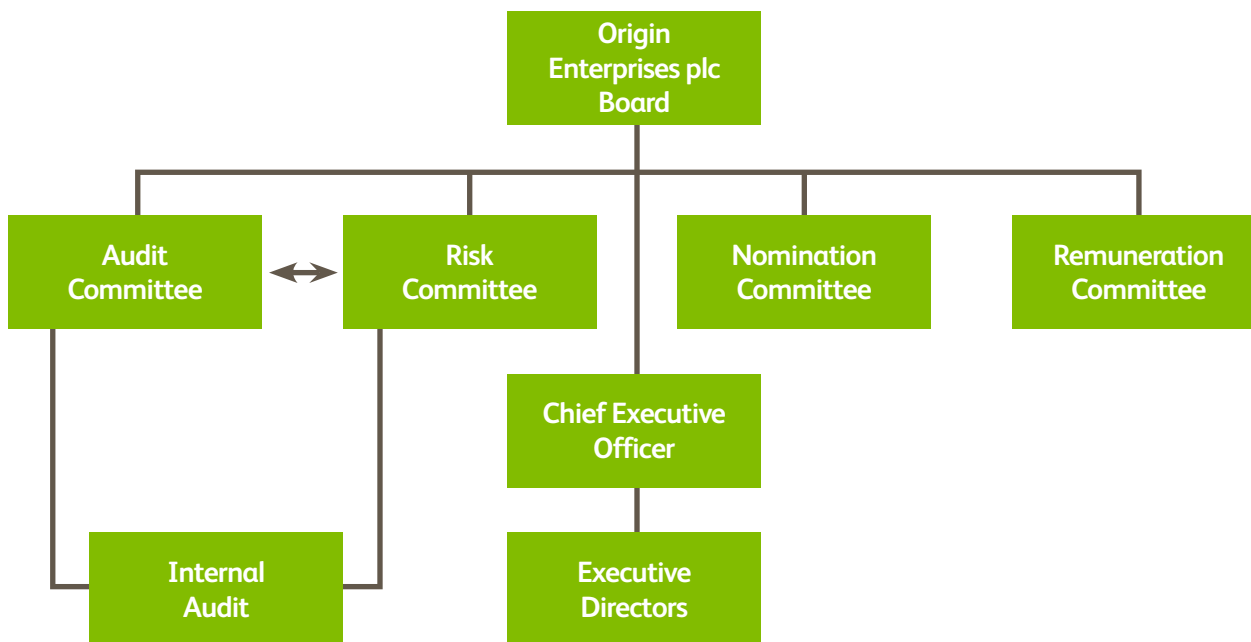 Origin
Enterprises plc
Board
Audit
Committee
Risk
Committee
Nomination
Committee
Remuneration
Committee
Chief Executive
Officer
Internal
Audit
Executive
Directors